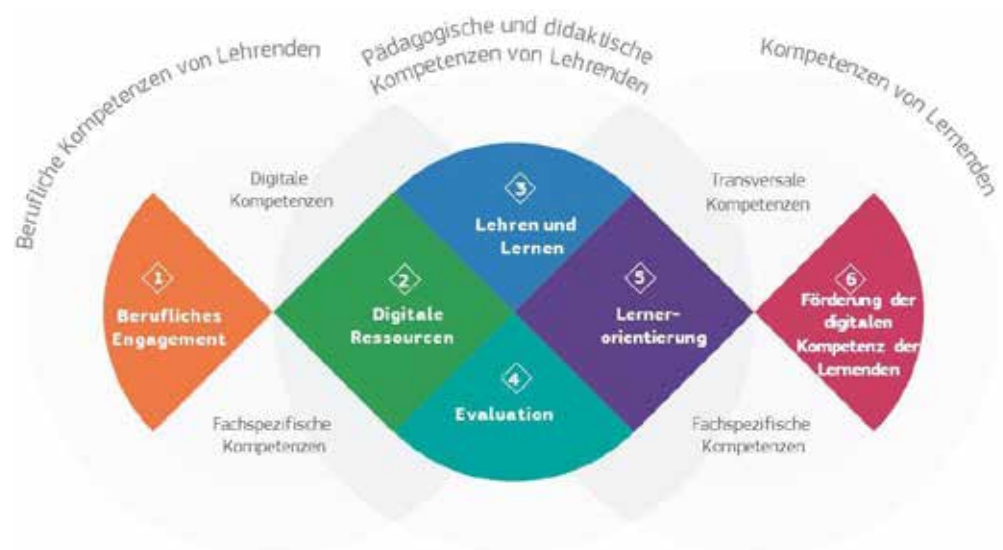 Berufliche Kompetenzen von Lehrenden
Pädagogische und didaktische
Kompetenzen von Lehrenden
Kompetenzen von Lernenden
Digitale
Kompetenzen
Transversale
Kompetenzen
1
Berufliches
Engagement
2
Digitale
Ressourcen
3
Lehren und
Lernen
4
Evaluation
5
Lerner-
orientierung
6
Förderung der
digitalen
Kompetenz der
Lernenden
Fachspezifische
Kompetenzen
Fachspezifische
Kompetenzen